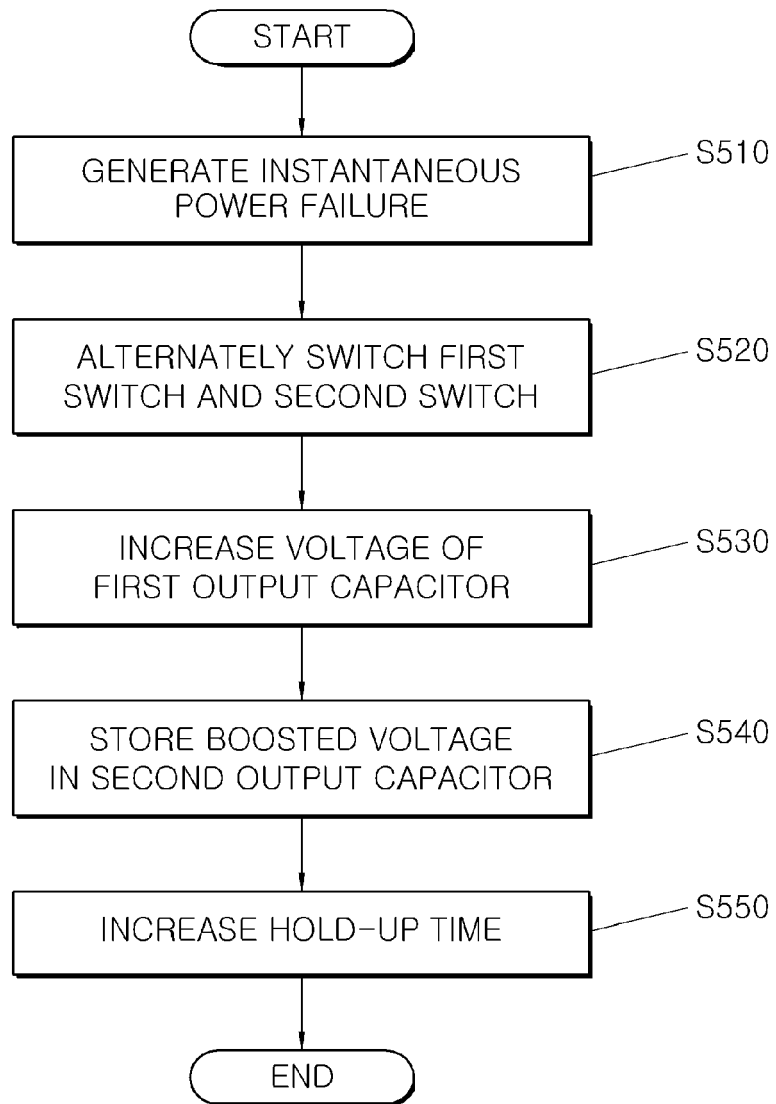 START
GENERATE INSTANTANEOUS
POWER FAILURE
S510
ALTERNATELY SWITCH FIRST
SWITCH AND SECOND SWITCH
S520
INCREASE VOLTAGE OF
FIRST OUTPUT CAPACITOR
S530
STORE BOOSTED VOLTAGE
IN SECOND OUTPUT CAPACITOR
S540
INCREASE HOLD-UP TIME
S550
END